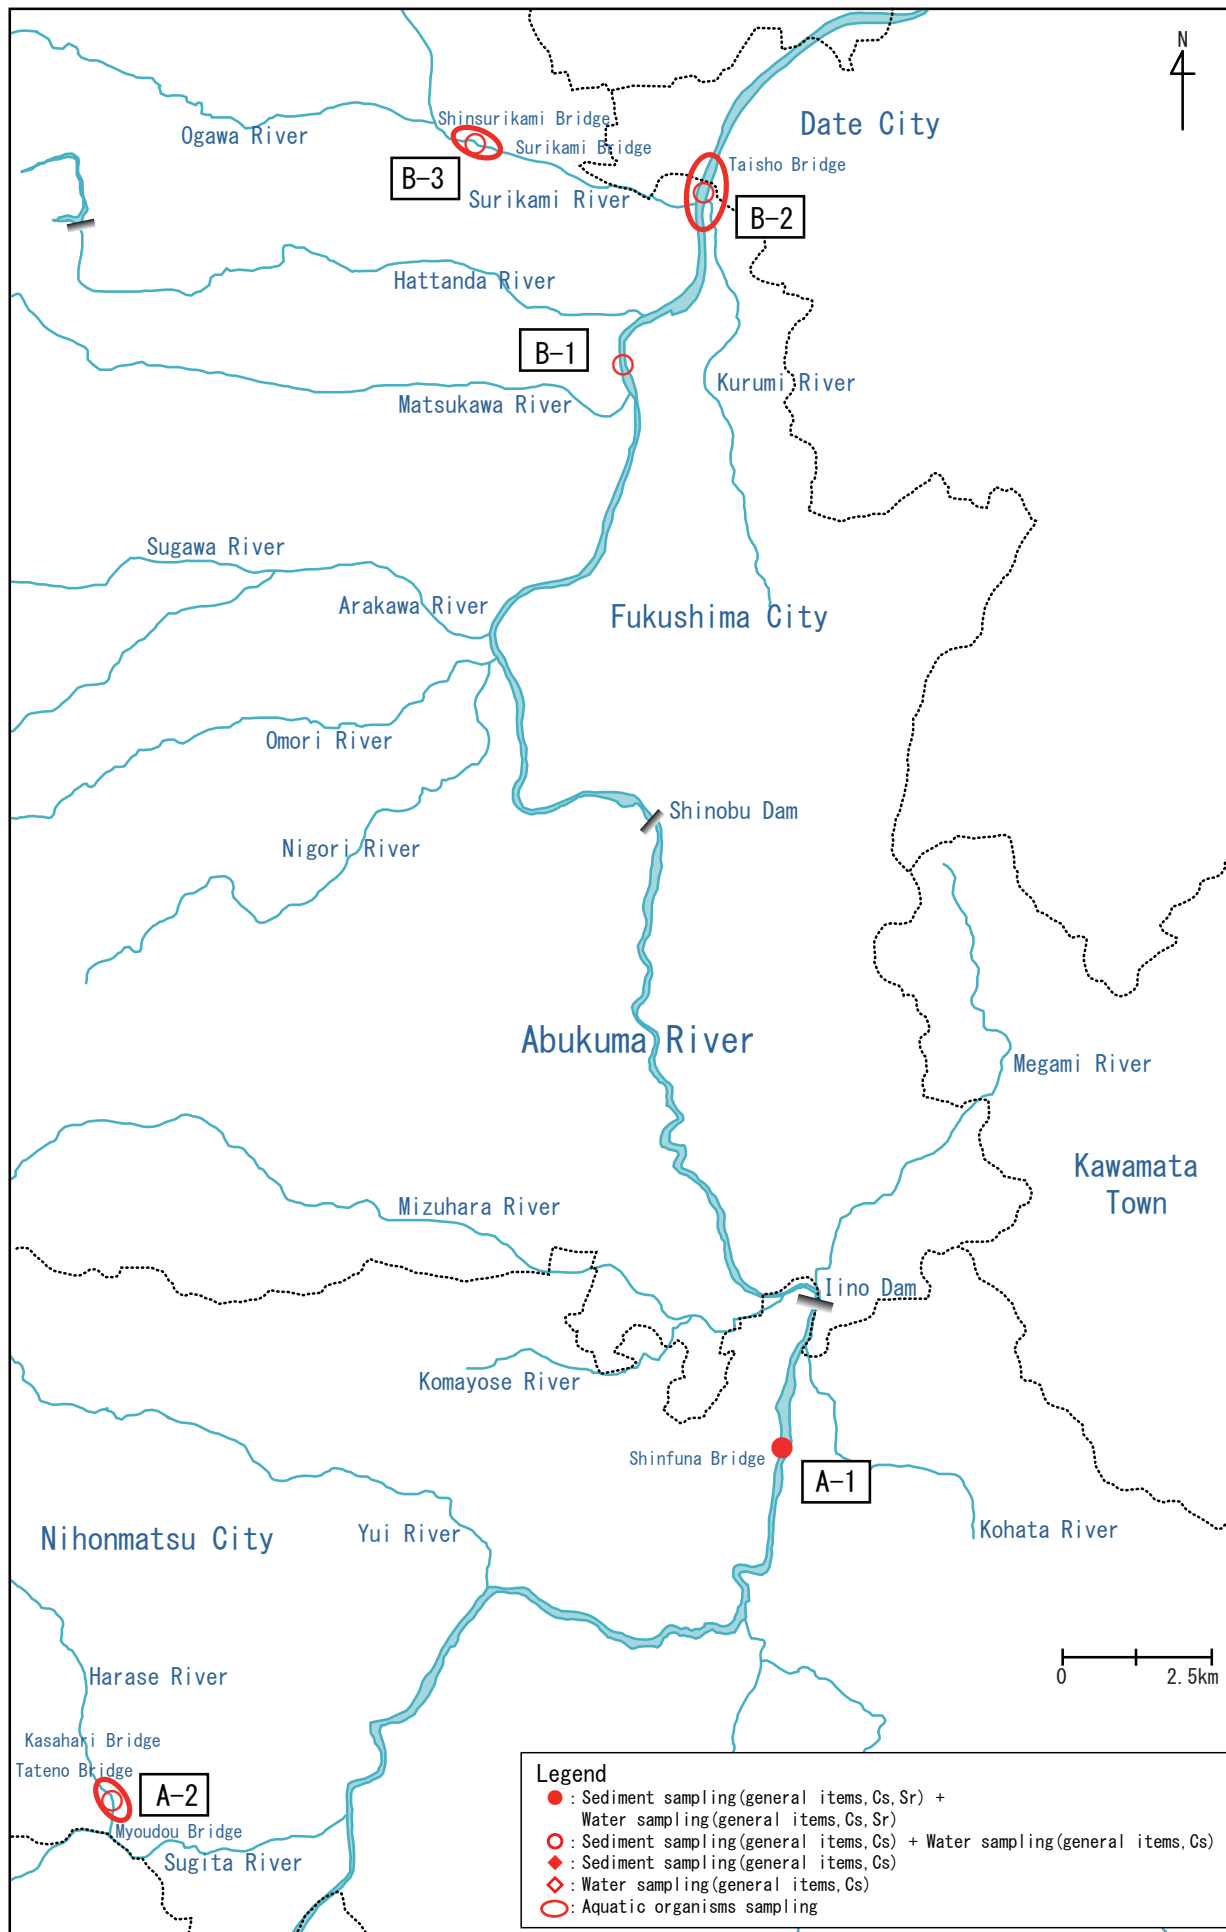 N
Date City
Shinsurikami Bridge
Ogawa River
Surikami Bridge
Taisho Bridge
B-3
Surikami River
B-2
Hattanda River
B-1
Kurumi River
Matsukawa River
Sugawa River
Arakawa River
Fukushima City
Omori River
Shinobu Dam
Nigori River
Abukuma River
Megami River
Kawamata
Town
Mizuhara River
Iino Dam
Komayose River
Shinfuna Bridge
A-1
Kohata River
Nihonmatsu City
Yui River
Harase River
0 2.5km
Kasahari Bridge
Tateno Bridge
A-2
Myoudou Bridge
Sugita River
Legend
: Sediment sampling(general items,Cs,Sr) +
Water sampling(general items,Cs,Sr)
: Sediment sampling(general items,Cs) + Water sampling(general items,Cs)
: Sediment sampling(general items,Cs)
: Water sampling(general items,Cs)
: Aquatic organisms sampling